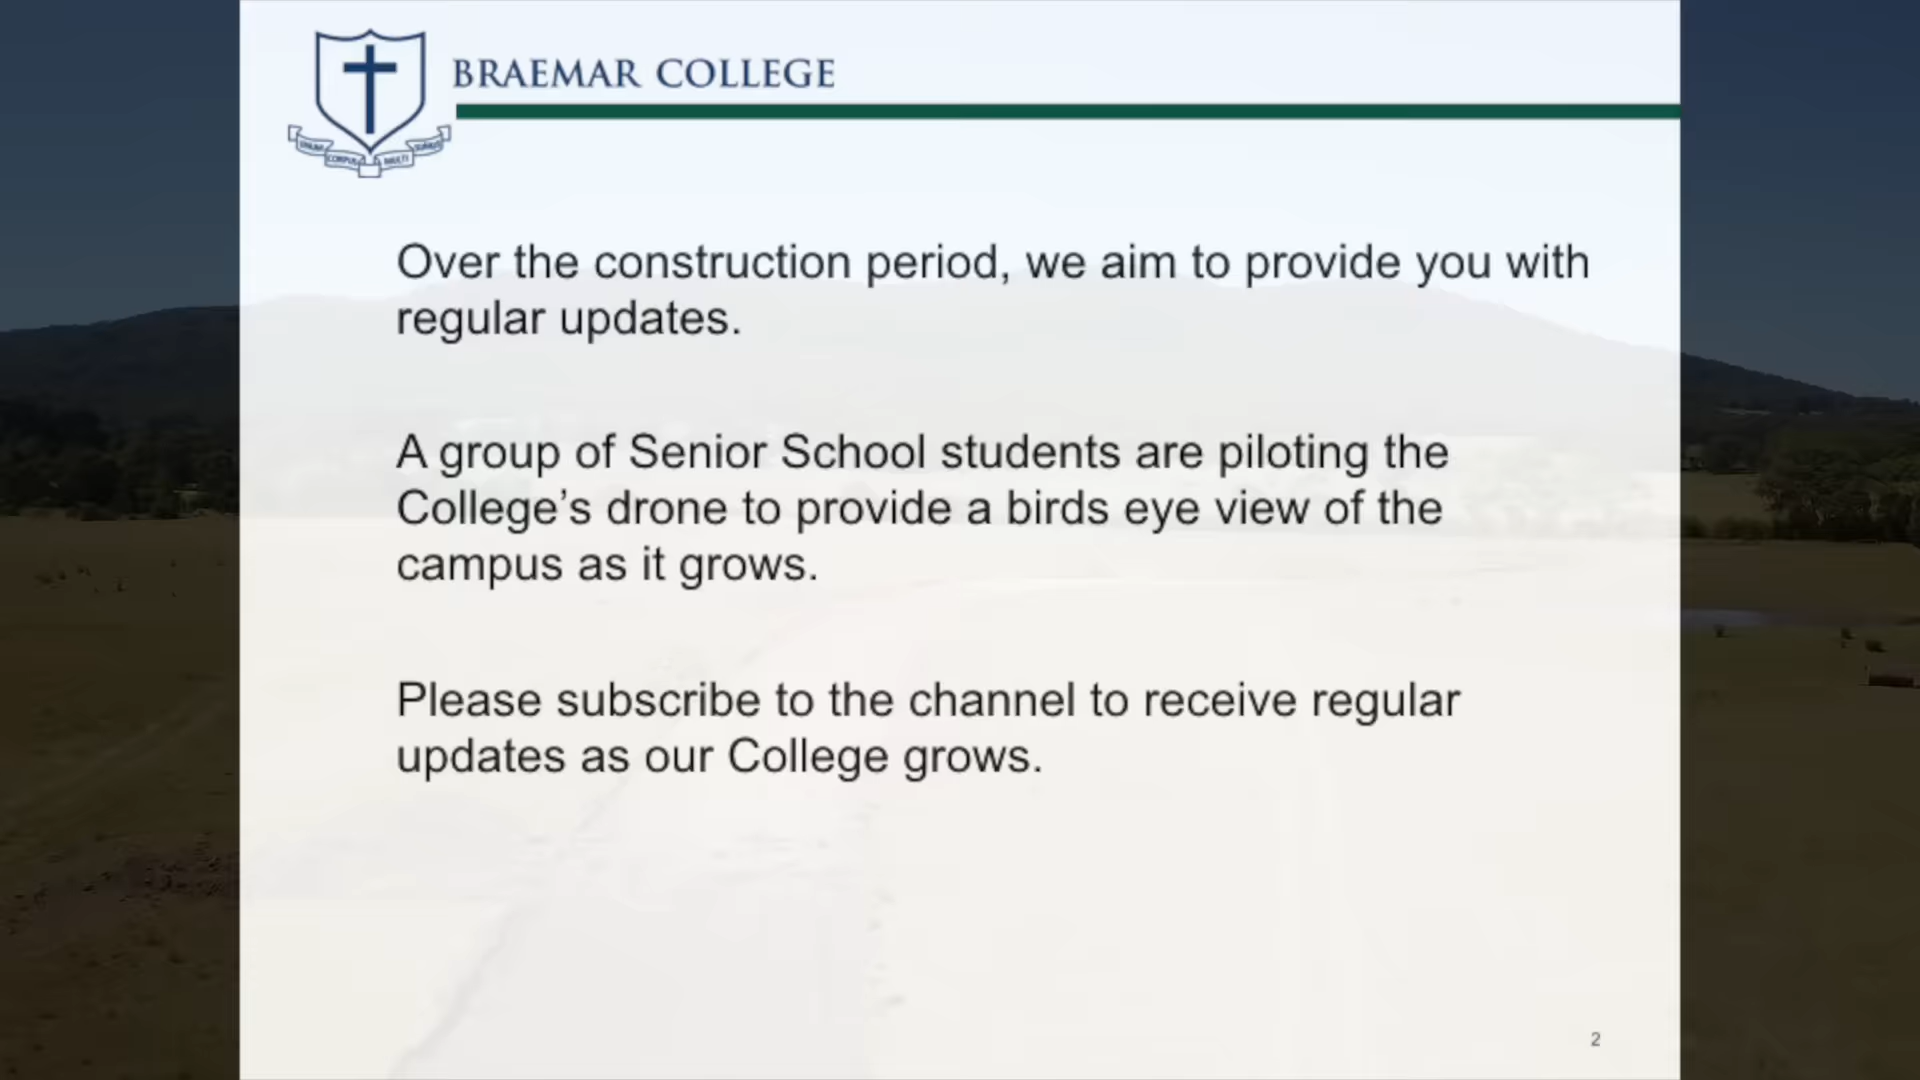 BRAEMAR COLLEGE
CORPUS MULTI
Over the construction period, we aim to provide you with
regular updates.
A group of Senior School students are piloting the
College’s drone to provide a birds eye view of the
campus as it grows.
Please subscribe to the channel to receive regular
updates as our College grows.
2